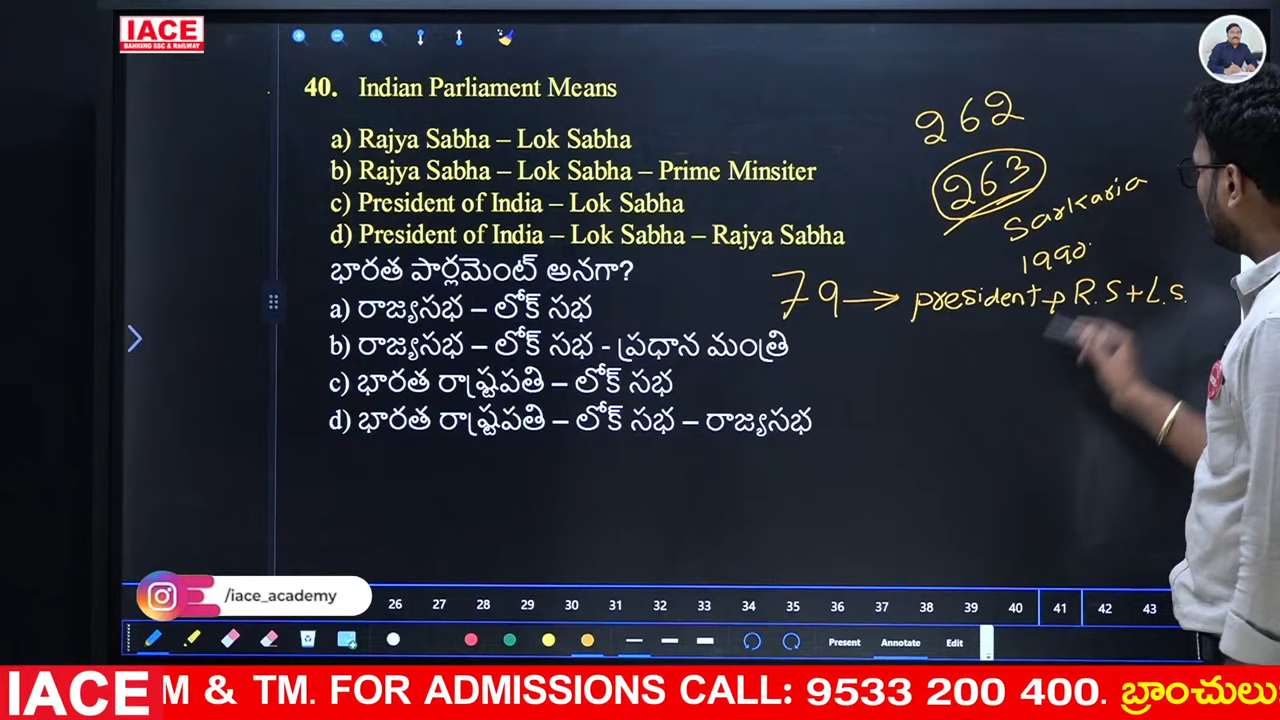 IACE
BANKING SSC & RAILWAY
40. Indian Parliament Means
a) Rajya Sabha – Lok Sabha
b) Rajya Sabha – Lok Sabha – Prime Minsiter
c) President of India – Lok Sabha
d) President of India – Lok Sabha – Rajya Sabha
భారత పార్లమెంట్ అనగా?
a) రాజ్యసభ – లోక్ సభ
b) రాజ్యసభ – లోక్ సభ - ప్రధాన మంత్రి
c) భారత రాష్ట్రపతి – లోక్ సభ
d) భారత రాష్ట్రపతి – లోక్ సభ – రాజ్యసభ
262
263
Sarkaria
1990
79 → president → R.S + L.S.
/iace_academy
26 27 28 29 30 31 32 33 34 35 36 37 38 39 40 41 42 43
Present Annotate Edit
IACE M & TM. FOR ADMISSIONS CALL: 9533 200 400. బ్రాంచులు